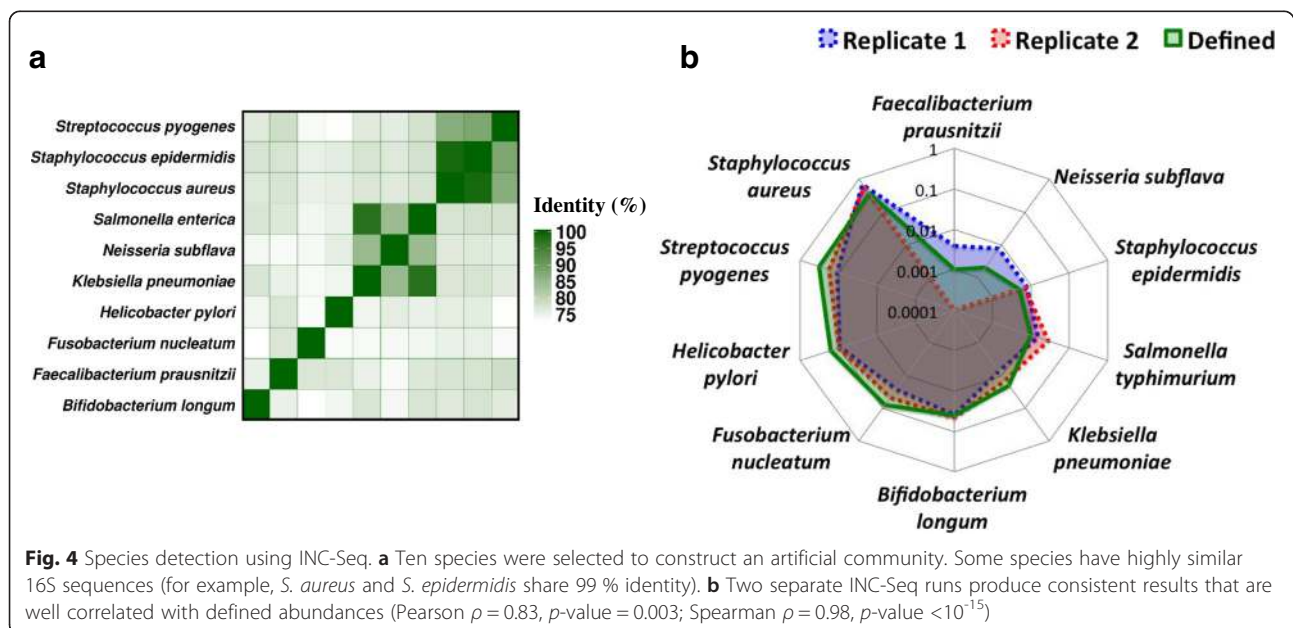 a
Streptococcus pyogenes
Staphylococcus epidermidis
Staphylococcus aureus
Salmonella enterica
Neisseria subflava
Klebsiella pneumoniae
Helicobacter pylori
Fusobacterium nucleatum
Faecalibacterium prausnitzii
Bifidobacterium longum
Identity (%)
100
95
90
85
80
75
b
Replicate 1 Replicate 2 Defined
Faecalibacterium
prausnitzii
Neisseria subflava
Staphylococcus
epidermidis
Salmonella
typhimurium
Klebsiella
pneumoniae
Bifidobacterium
longum
Fusobacterium
nucleatum
Helicobacter
pylori
Streptococcus
pyogenes
Staphylococcus
aureus
1
0.1
0.01
0.001
0.0001
Fig. 4 Species detection using INC-Seq. a Ten species were selected to construct an artificial community. Some species have highly similar
16S sequences (for example, S. aureus and S. epidermidis share 99 % identity). b Two separate INC-Seq runs produce consistent results that are
well correlated with defined abundances (Pearson ρ = 0.83, p-value = 0.003; Spearman ρ = 0.98, p-value <10⁻¹⁵)